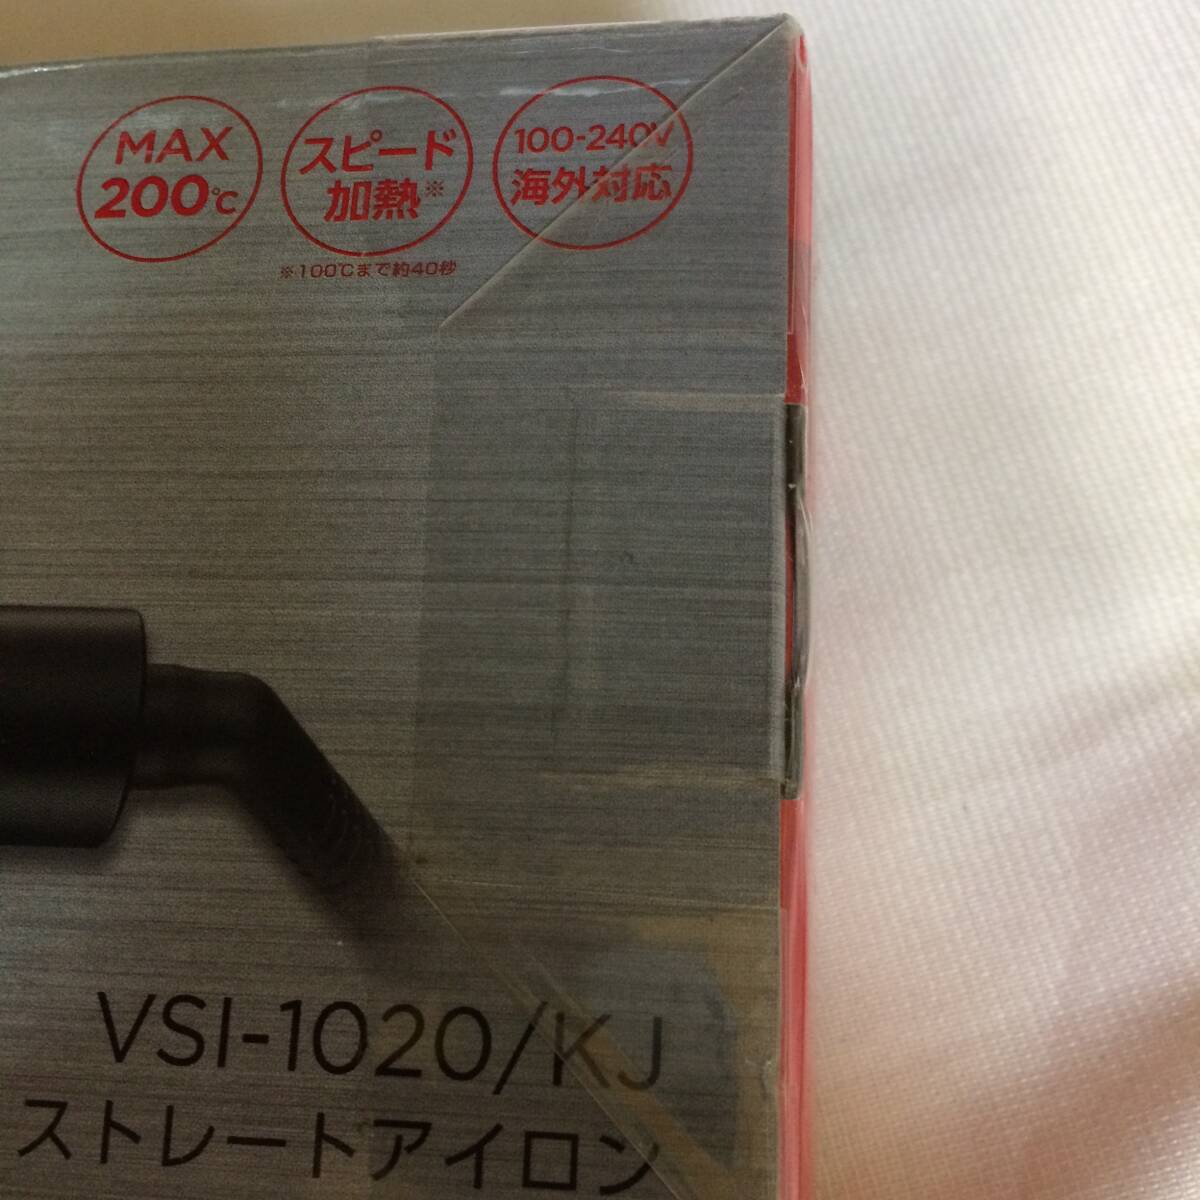 MAX
200℃
スピード
加熱※
※100℃まで約40秒
100-240V
海外対応
VSI-1020/KJ
ストレートアイロン